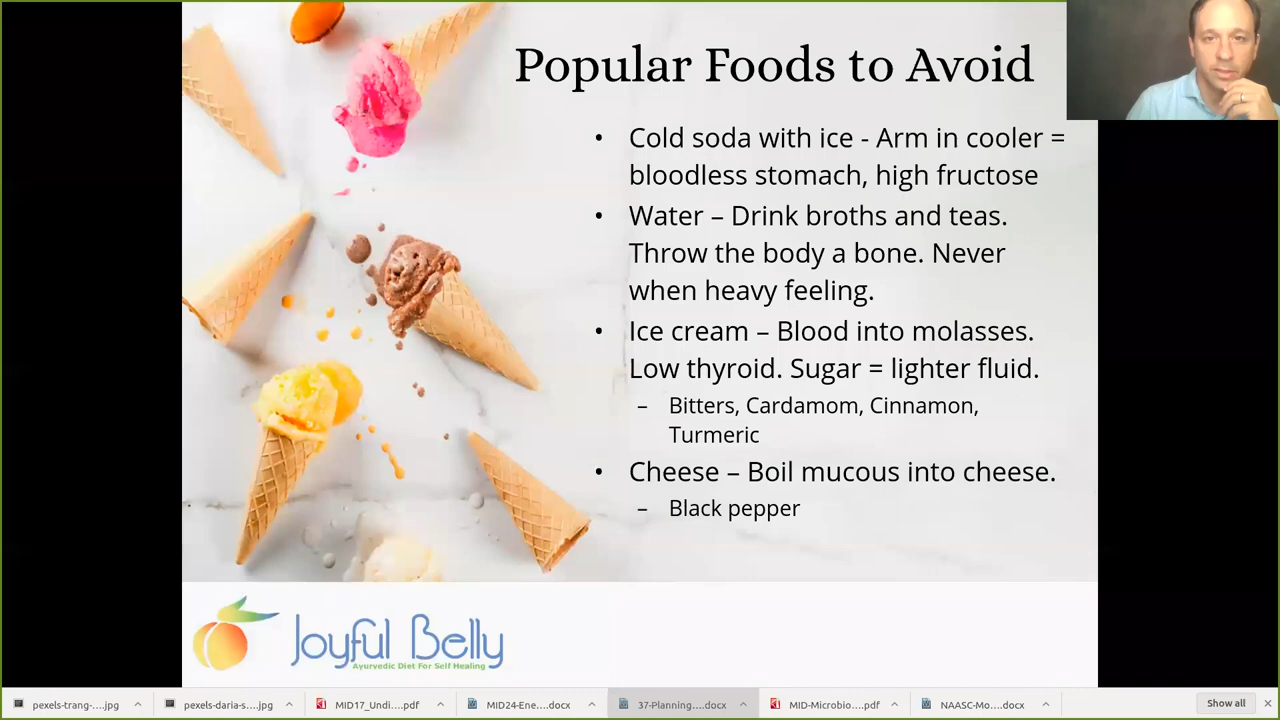 Popular Foods to Avoid
• Cold soda with ice - Arm in cooler =
bloodless stomach, high fructose
• Water – Drink broths and teas.
Throw the body a bone. Never
when heavy feeling.
• Ice cream – Blood into molasses.
Low thyroid. Sugar = lighter fluid.
– Bitters, Cardamom, Cinnamon,
Turmeric
• Cheese – Boil mucous into cheese.
– Black pepper
Joyful Belly
Ayurvedic Diet For Self Healing
pexels-trang-....jpg
pexels-daria-s....jpg
MID17_Undi....pdf
MID24-Ene....docx
37-Planning....docx
MID-Microbio....pdf
NAASC-Mo....docx
Show all